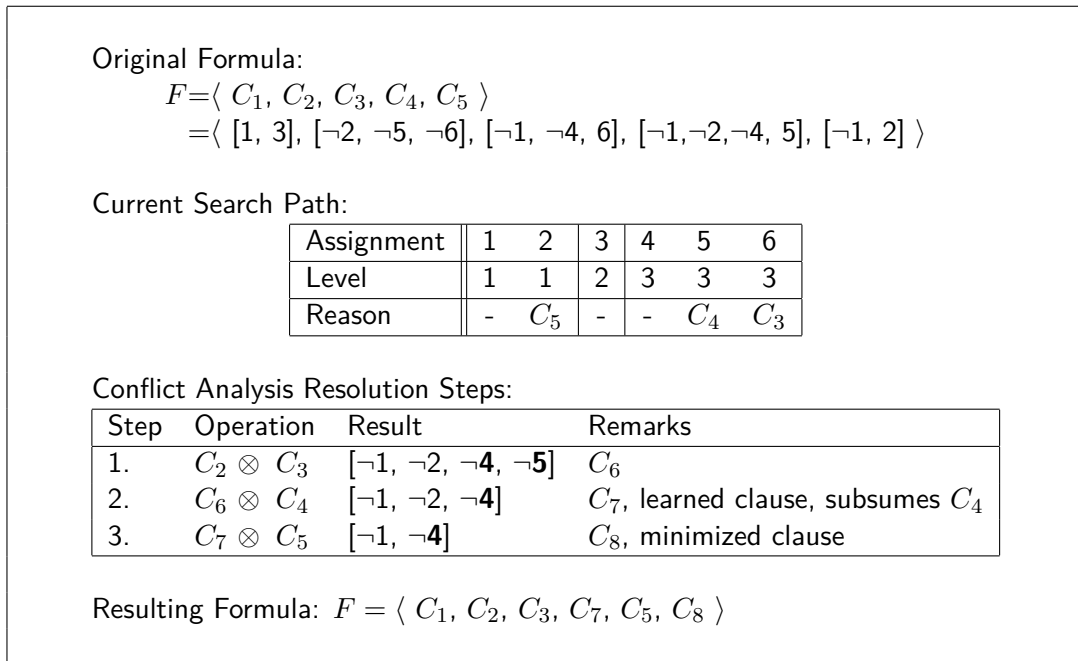 Original Formula:
F=⟨ C₁, C₂, C₃, C₄, C₅ ⟩
=⟨ [1, 3], [¬2, ¬5, ¬6], [¬1, ¬4, 6], [¬1,¬2,¬4, 5], [¬1, 2] ⟩
Current Search Path:
Assignment 1 2 3 4 5 6
Level 1 1 2 3 3 3
Reason - C₅ - - C₄ C₃
Conflict Analysis Resolution Steps:
Step Operation Result Remarks
1. C₂ ⊗ C₃ [¬1, ¬2, ¬4, ¬5] C₆
2. C₆ ⊗ C₄ [¬1, ¬2, ¬4] C₇, learned clause, subsumes C₄
3. C₇ ⊗ C₅ [¬1, ¬4] C₈, minimized clause
Resulting Formula: F = ⟨ C₁, C₂, C₃, C₇, C₅, C₈ ⟩